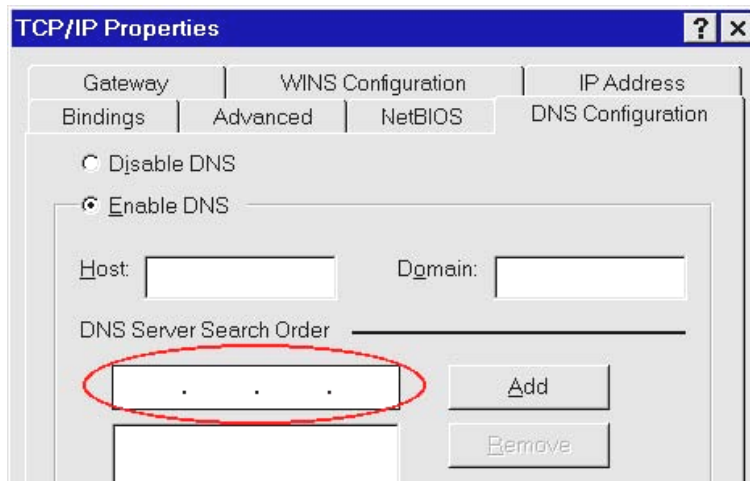 TCP/IP Properties ? ×
Gateway WINS Configuration IP Address
Bindings Advanced NetBIOS DNS Configuration
Disable DNS
Enable DNS
Host: Domain:
DNS Server Search Order
. . . Add
Remove